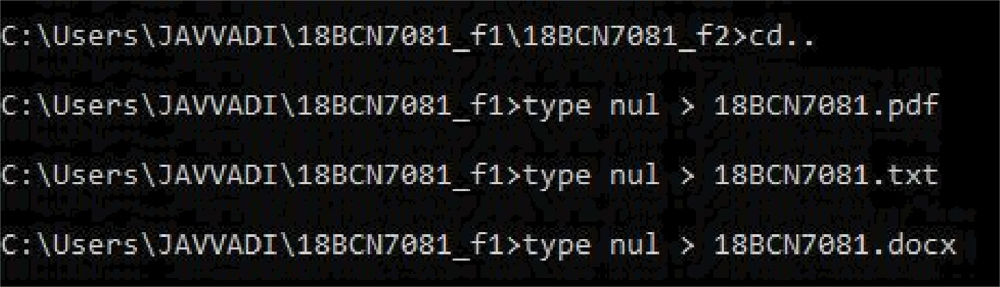 C:\Users\JAVVADI\18BCN7081_f1\18BCN7081_f2>cd..
C:\Users\JAVVADI\18BCN7081_f1>type nul > 18BCN7081.pdf
C:\Users\JAVVADI\18BCN7081_f1>type nul > 18BCN7081.txt
C:\Users\JAVVADI\18BCN7081_f1>type nul > 18BCN7081.docx